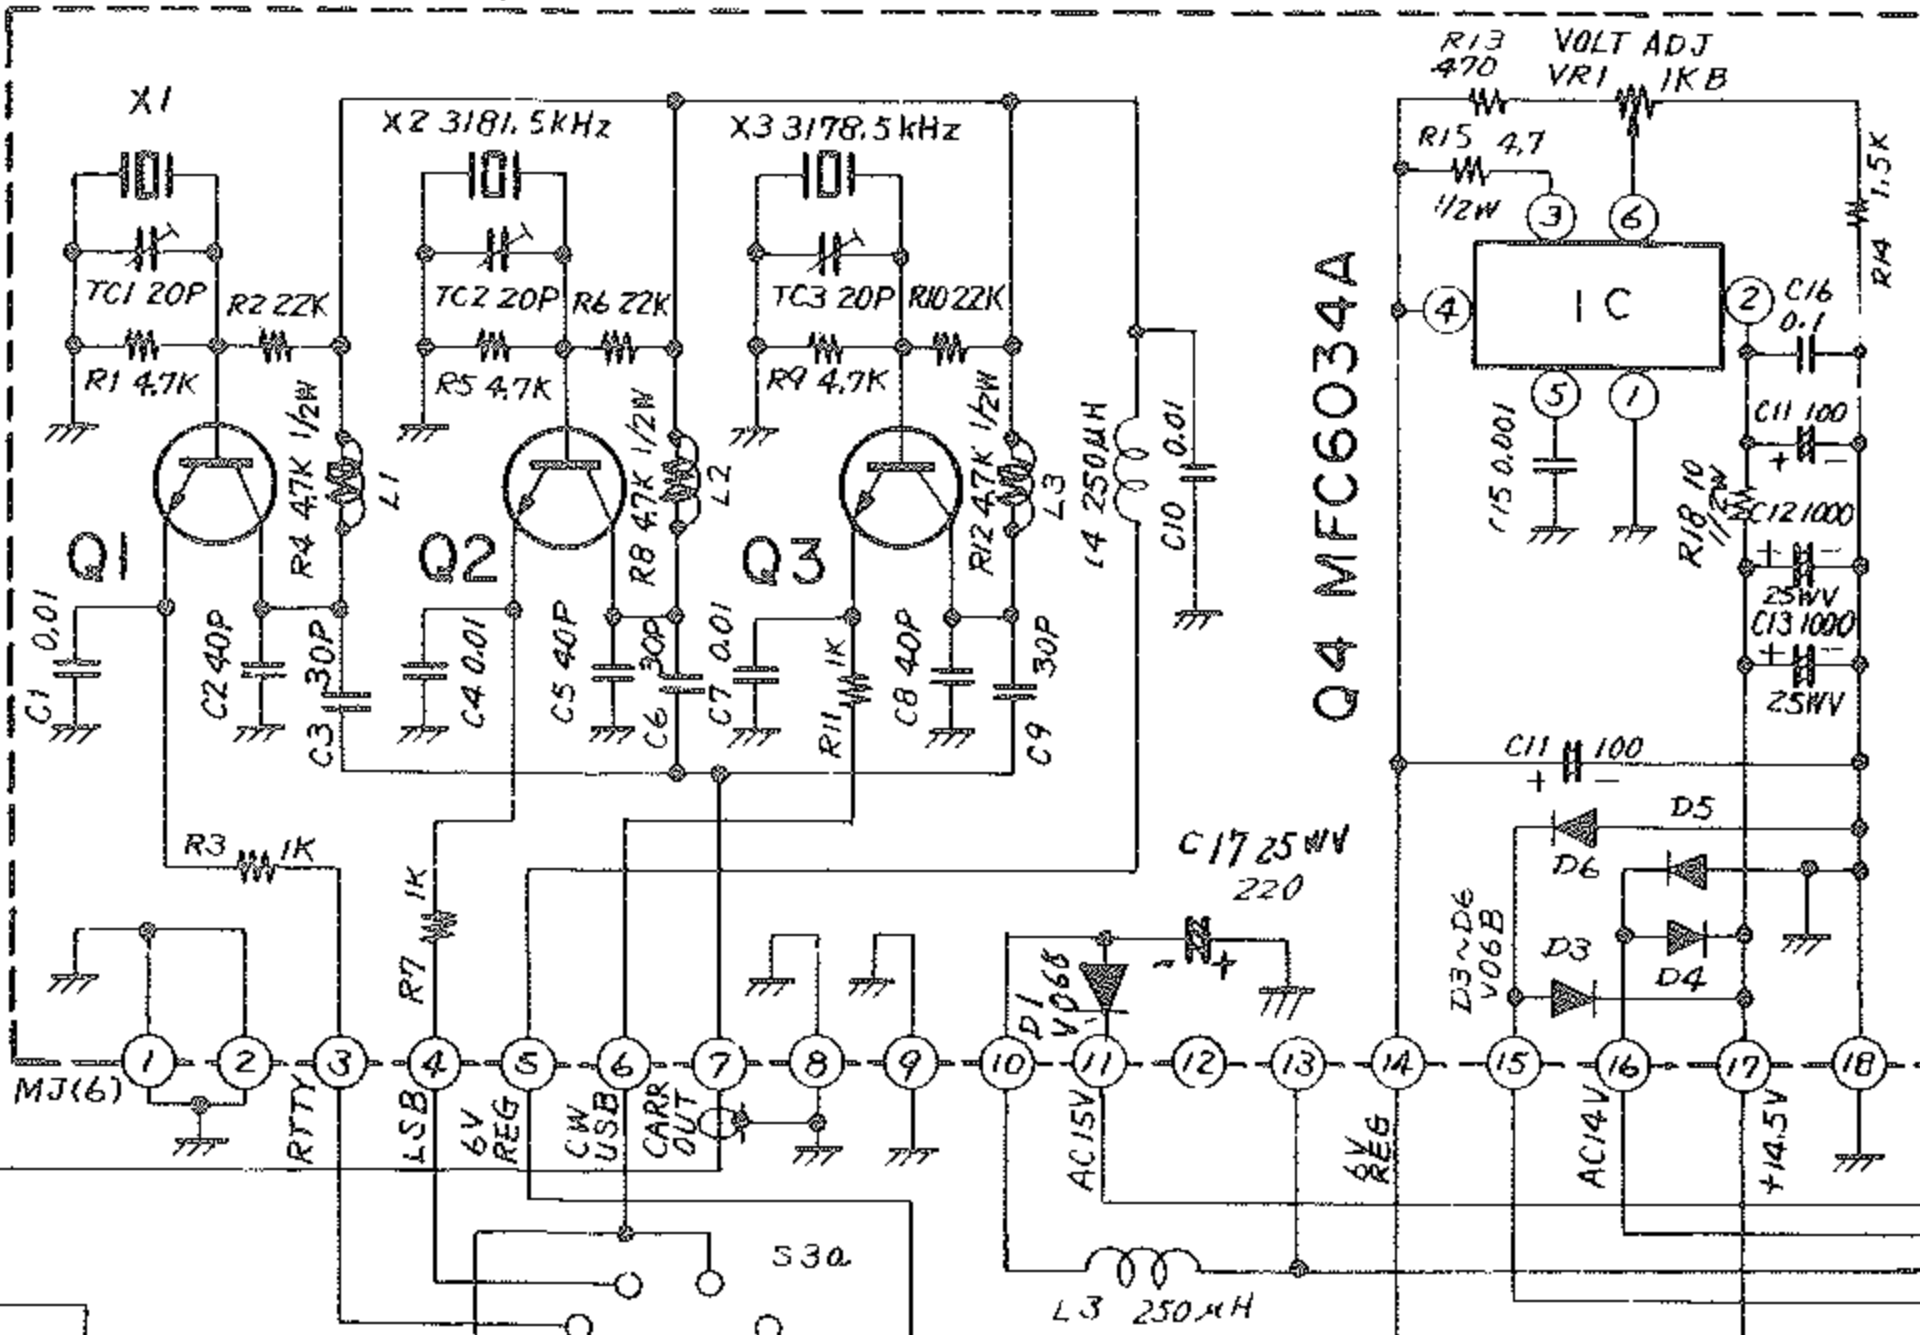 X1
X2 3181.5kHz
X3 3178.5kHz
R13
470
VOLT ADJ
VR1 1KB
R15 4.7
1/2W
R14 1.5K
3
6
4
IC
2
5
1
Q4 MFC6034A
C16
0.1
C11 100
+ -
C15 0.001
R18 10
C12 1000
+ -
25WV
C13 1000
+ -
25WV
C11 100
+ -
TC1 20P
R2 22K
TC2 20P
R6 22K
TC3 20P
R10 22K
R1 4.7K
R5 4.7K
R9 4.7K
R4 4.7K 1/2W
L1
R8 4.7K 1/2W
L2
R12 4.7K 1/2W
L3
L4 250μH
C10 0.01
Q1
Q2
Q3
C1 0.01
C2 40P
C3 30P
C4 0.01
C5 40P
C6 30P
C7 0.01
R11 1K
C8 40P
C9 30P
R3 1K
R7 1K
C17 25WV
220
- +
D1
V06B
D5
D6
D3~D6
V06B
D3
D4
1 2 3 4 5 6 7 8 9 10 11 12 13 14 15 16 17 18
MJ(6)
RTTY
LSB
6V
REG
CW
USB
CARR
OUT
AC15V
6V
REG
AC14V
+14.5V
S3a
L3 250μH